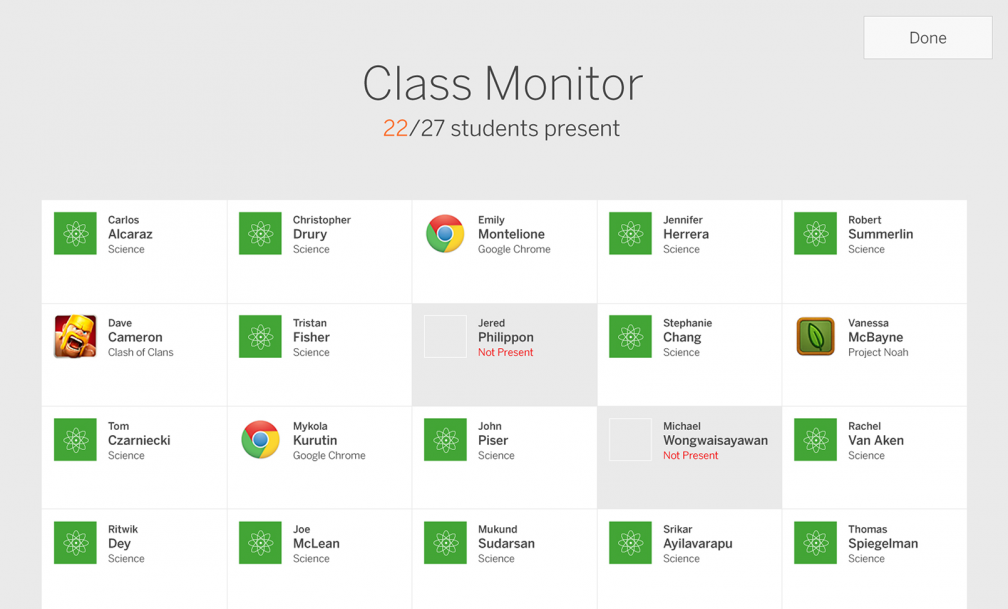 Done
Class Monitor
22/27 students present
Carlos
Alcaraz
Science
Christopher
Drury
Science
Emily
Montelione
Google Chrome
Jennifer
Herrera
Science
Robert
Summerlin
Science
Dave
Cameron
Clash of Clans
Tristan
Fisher
Science
Jered
Philippon
Not Present
Stephanie
Chang
Science
Vanessa
McBayne
Project Noah
Tom
Czarniecki
Science
Mykola
Kurutin
Google Chrome
John
Piser
Science
Michael
Wongwaisayawan
Not Present
Rachel
Van Aken
Science
Ritwik
Dey
Science
Joe
McLean
Science
Mukund
Sudarsan
Science
Srikar
Ayilavarapu
Science
Thomas
Spiegelman
Science